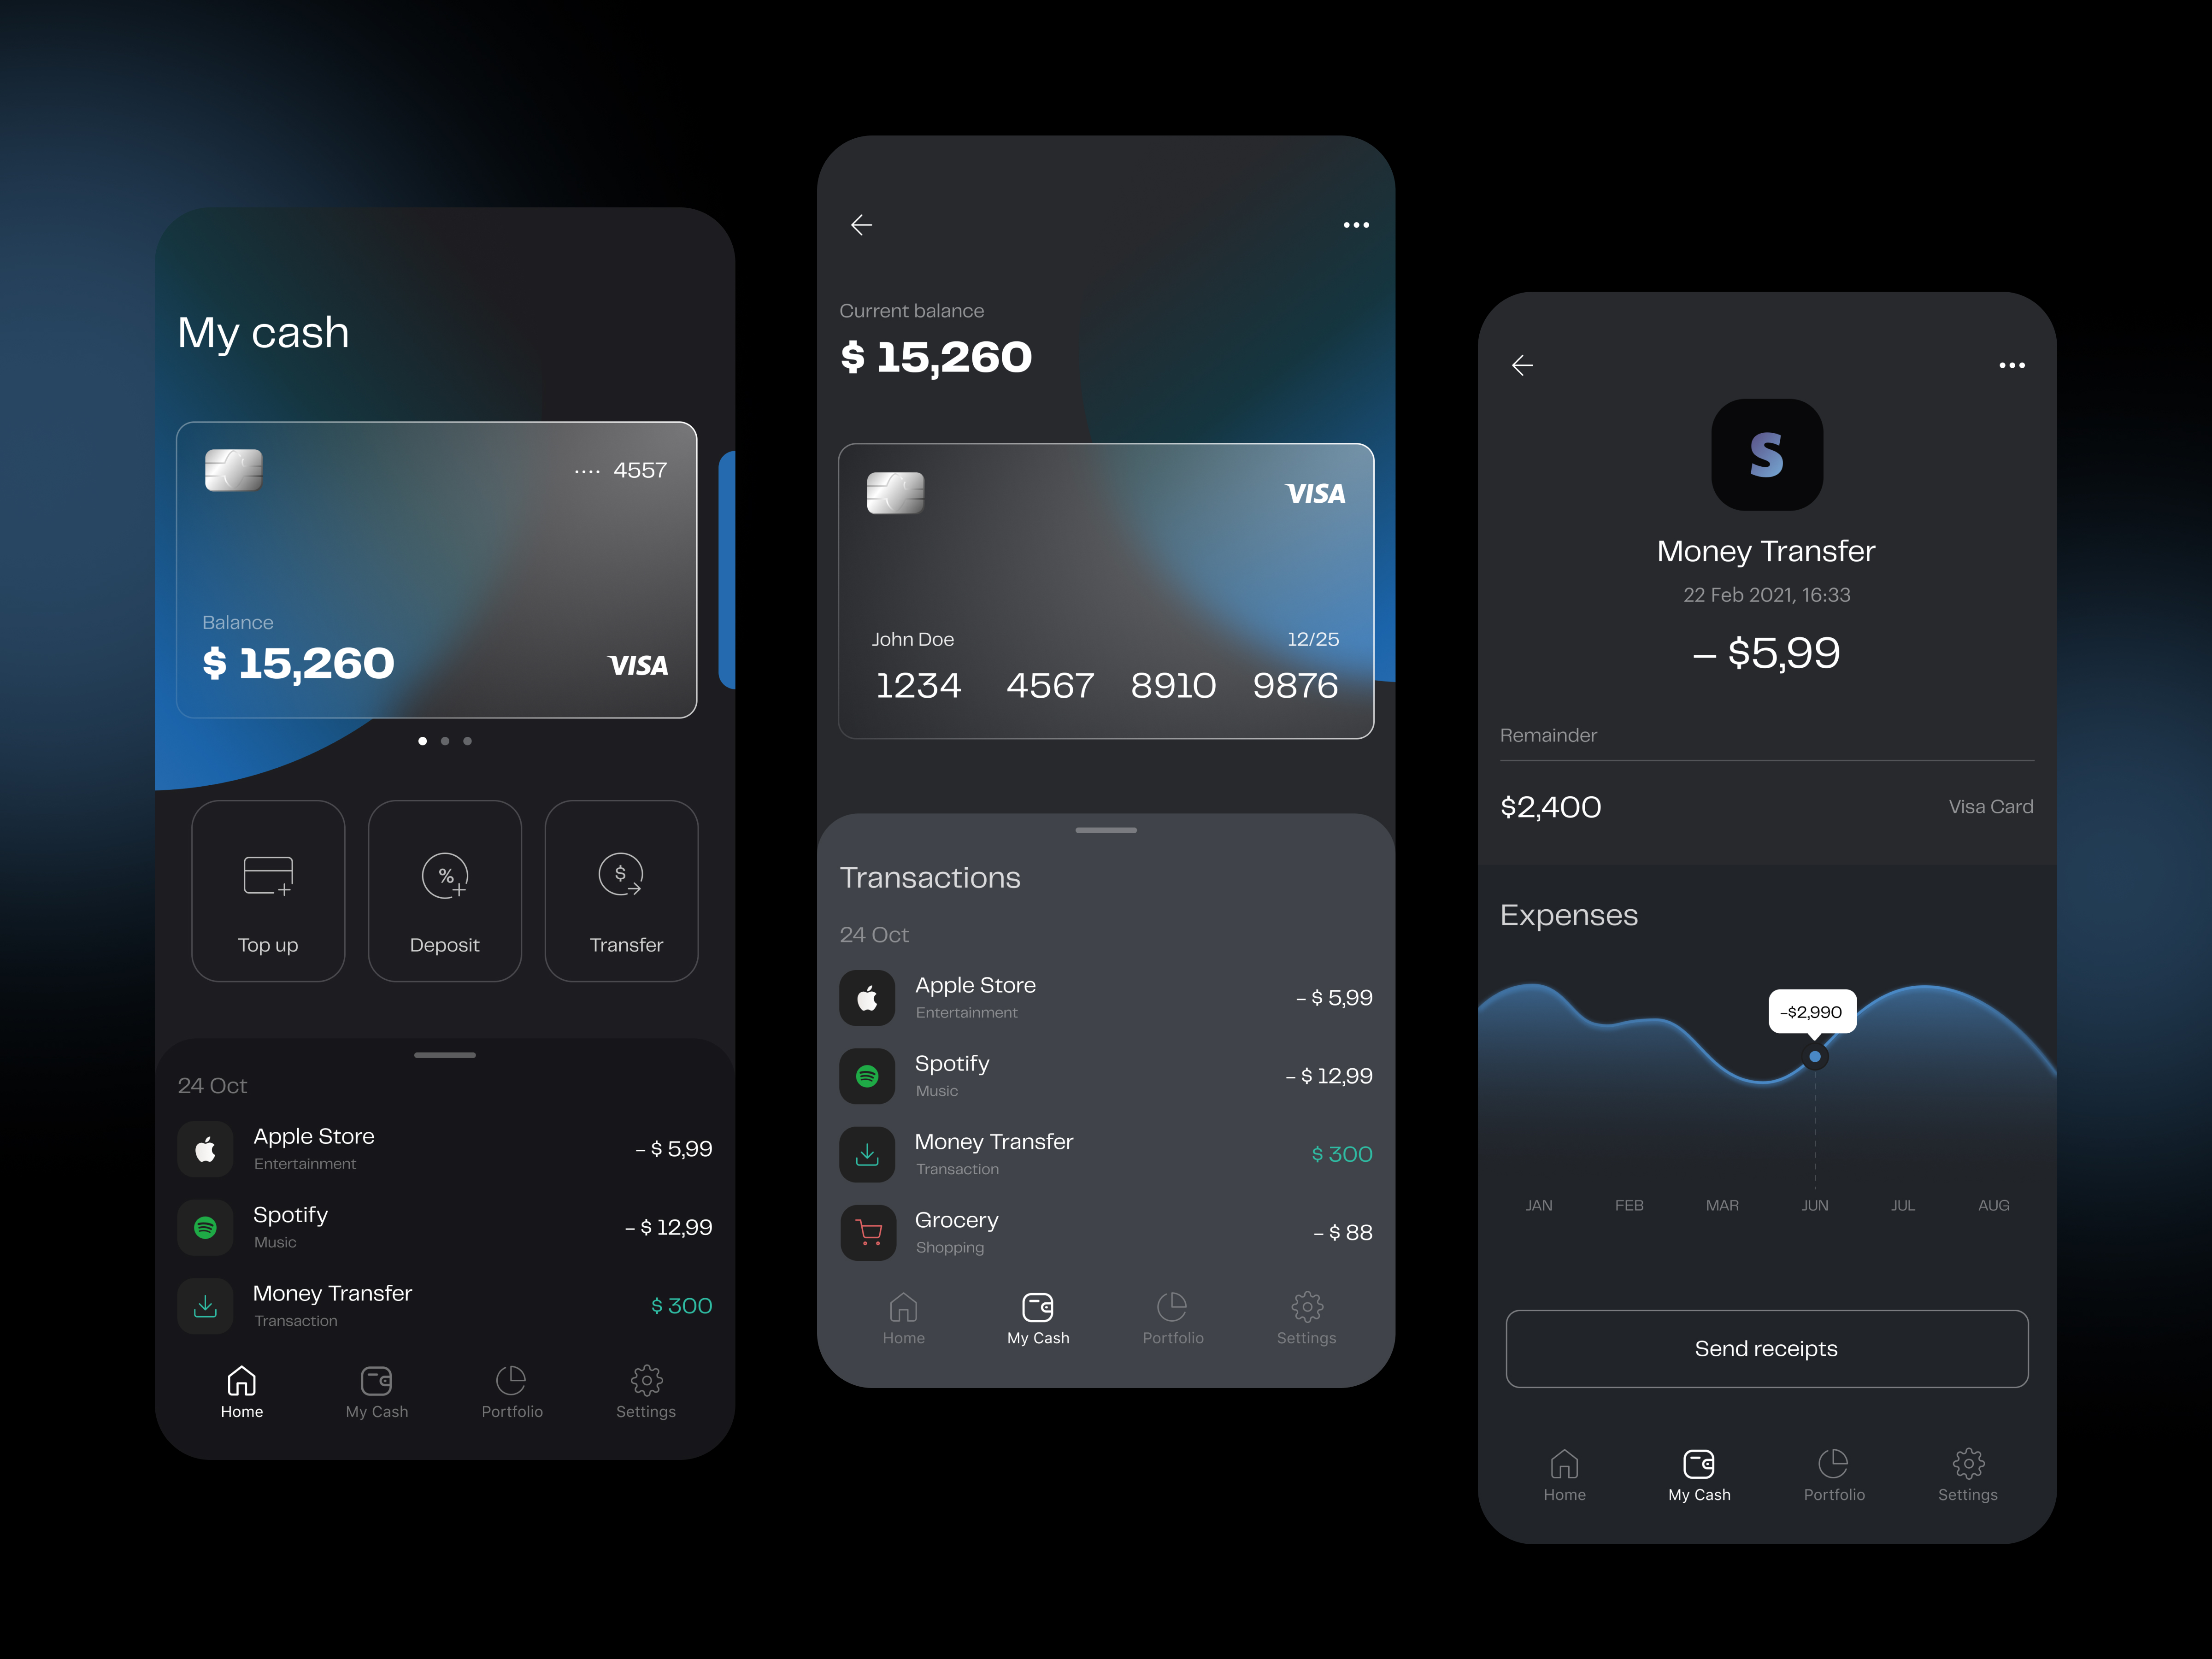 My cash
···· 4557
Balance
$ 15,260
VISA
Top up
Deposit
Transfer
24 Oct
Apple Store
Entertainment
- $ 5,99
Spotify
Music
- $ 12,99
Money Transfer
Transaction
$ 300
Home
My Cash
Portfolio
Settings
Current balance
$ 15,260
VISA
John Doe
12/25
1234 4567 8910 9876
Transactions
24 Oct
Apple Store
Entertainment
- $ 5,99
Spotify
Music
- $ 12,99
Money Transfer
Transaction
$ 300
Grocery
Shopping
- $ 88
Home
My Cash
Portfolio
Settings
S
Money Transfer
22 Feb 2021, 16:33
– $5,99
Remainder
$2,400
Visa Card
Expenses
-$2,990
JAN FEB MAR JUN JUL AUG
Send receipts
Home
My Cash
Portfolio
Settings